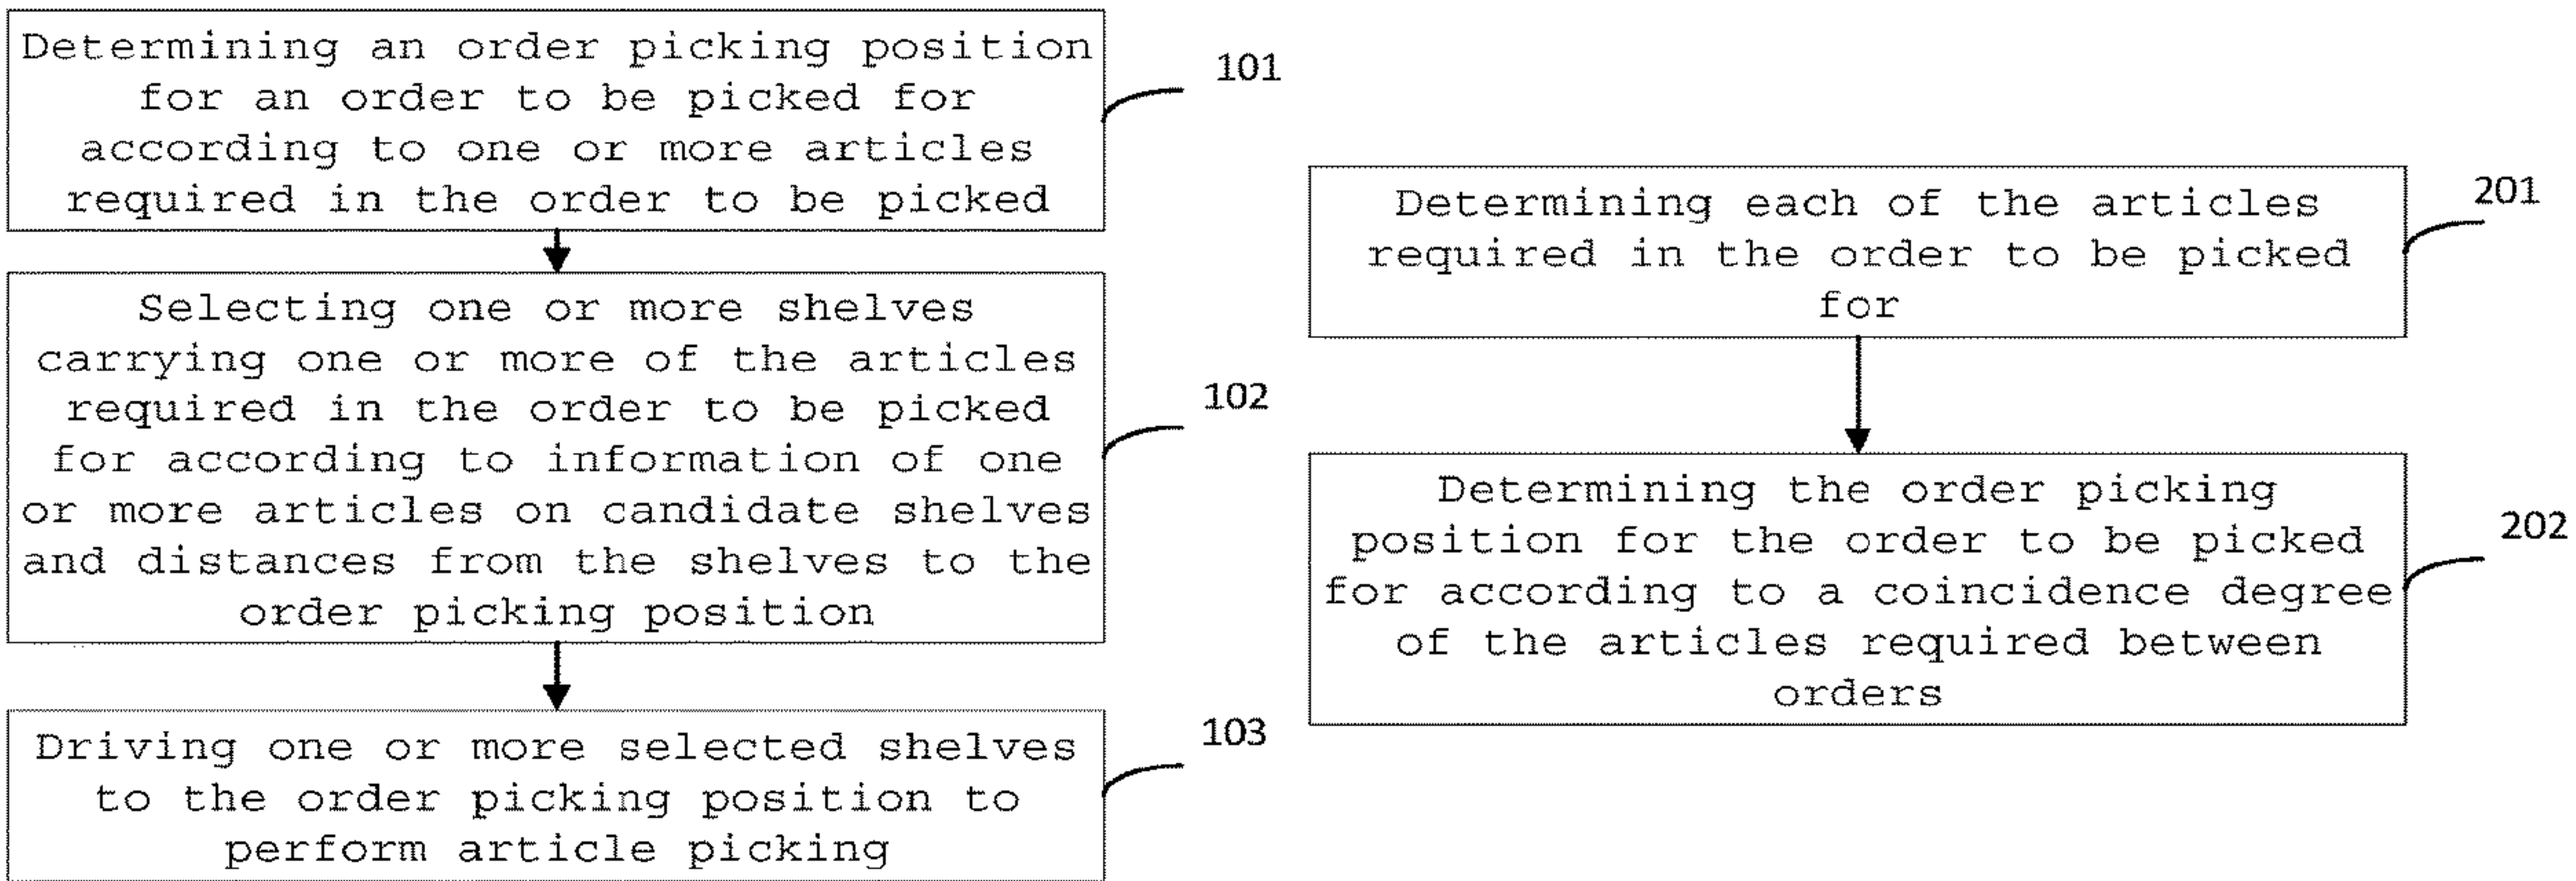 Determining an order picking position
for an order to be picked for
according to one or more articles
required in the order to be picked
101
Selecting one or more shelves
carrying one or more of the articles
required in the order to be picked
for according to information of one
or more articles on candidate shelves
and distances from the shelves to the
order picking position
102
Driving one or more selected shelves
to the order picking position to
perform article picking
103
Determining each of the articles
required in the order to be picked
for
201
Determining the order picking
position for the order to be picked
for according to a coincidence degree
of the articles required between
orders
202